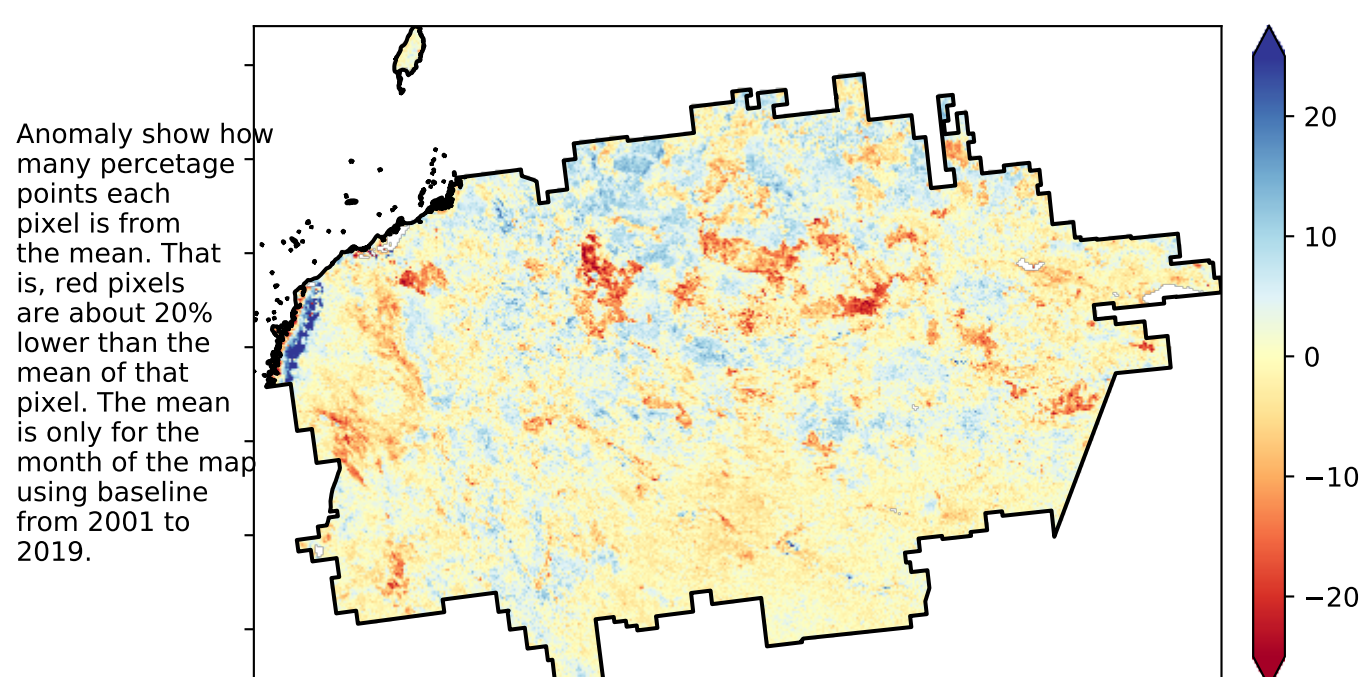 Anomaly show how
many percetage
points each
pixel is from
the mean. That
is, red pixels
are about 20%
lower than the
mean of that
pixel. The mean
is only for the
month of the map
using baseline
from 2001 to
2019.
20
10
0
−10
−20